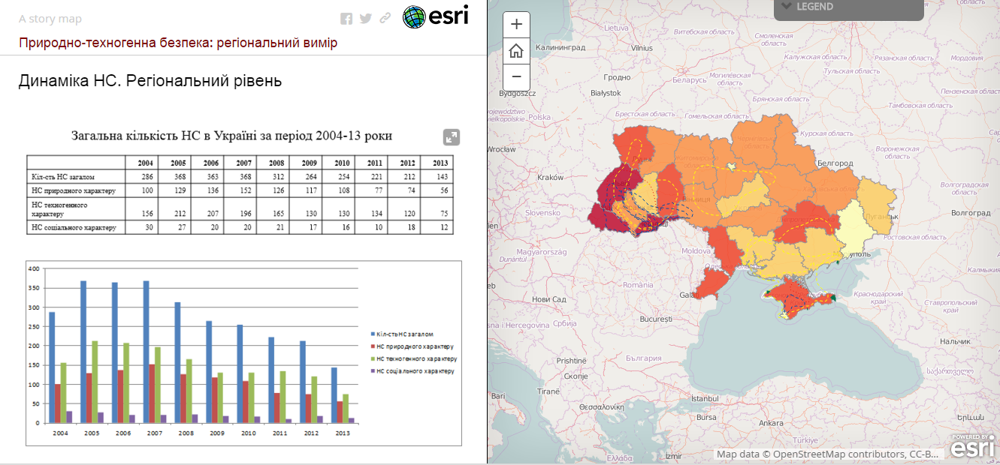 A story map
esri
Природно-техногенна безпека: регіональний вимір
Динаміка НС. Регіональний рівень
Загальна кількість НС в Україні за період 2004-13 роки
2004 2005 2006 2007 2008 2009 2010 2011 2012 2013
Кіл-сть НС загалом 286 368 363 368 312 264 254 221 212 143
НС природного характеру 100 129 136 152 126 117 108 77 74 56
НС техногенного
характеру 156 212 207 196 165 130 130 134 120 75
НС соціального характеру 30 27 20 20 21 17 16 10 18 12
400
350
300
250
200
150
100
50
0
2004 2005 2006 2007 2008 2009 2010 2011 2012 2013
Кіл-сть НС загалом
НС природного характеру
НС техногенного характеру
НС соціального характеру
LEGEND
+
−
Lietuva
Vilnius
Калининград
Витебская область
Смоленская
область
Калужская область
Рязанская область
Мордовия
Тульская область
Гродно
Беларусь
Могилёвская
область
Bydgoszcz
Białystok
Брянская область
Пензенская
Тамбовская область
województwo
wielkopolskie
Polska
Брестская область
Гомельская область
Курская область
Воронежская
область
Wrocław
Kraków
Белгород
Волгоградская
область
Волгоград
Slovensko
Ростовская область
Magyarország
Dunántúl
Moldova
România
Нови Сад
București
Краснодарский
край
Ставропольский
край
Калмыкия
Bosna i Hercegovina
Србија
Нальчик
Prishtinë
България
Скопје
Tiranë
Bari
საქართველო
Θεσσαλονίκη
İstanbul
Bursa
Ankara
Türkiye
Երևան
Ελλάδα
İzmir
Map data © OpenStreetMap contributors, CC-B...
POWERED BY
esri